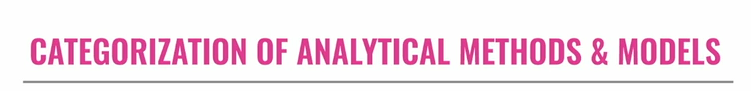 CATEGORIZATION OF ANALYTICAL METHODS & MODELS